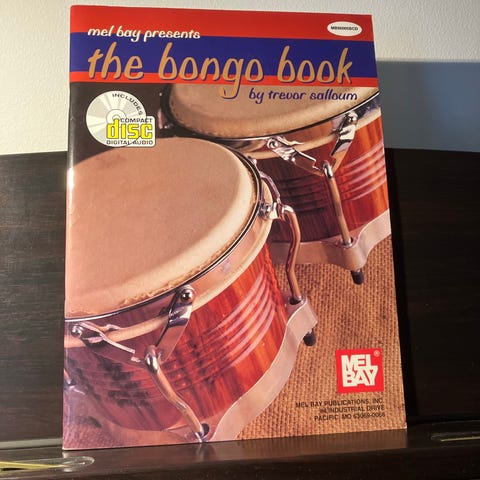 mel bay presents
MB96905BCD
the bongo book
by trevor salloum
INCLUDES
COMPACT
disc
DIGITAL AUDIO
MEL
BAY
®
MEL BAY PUBLICATIONS, INC.
#4 INDUSTRIAL DRIVE
PACIFIC, MO 63069-0066